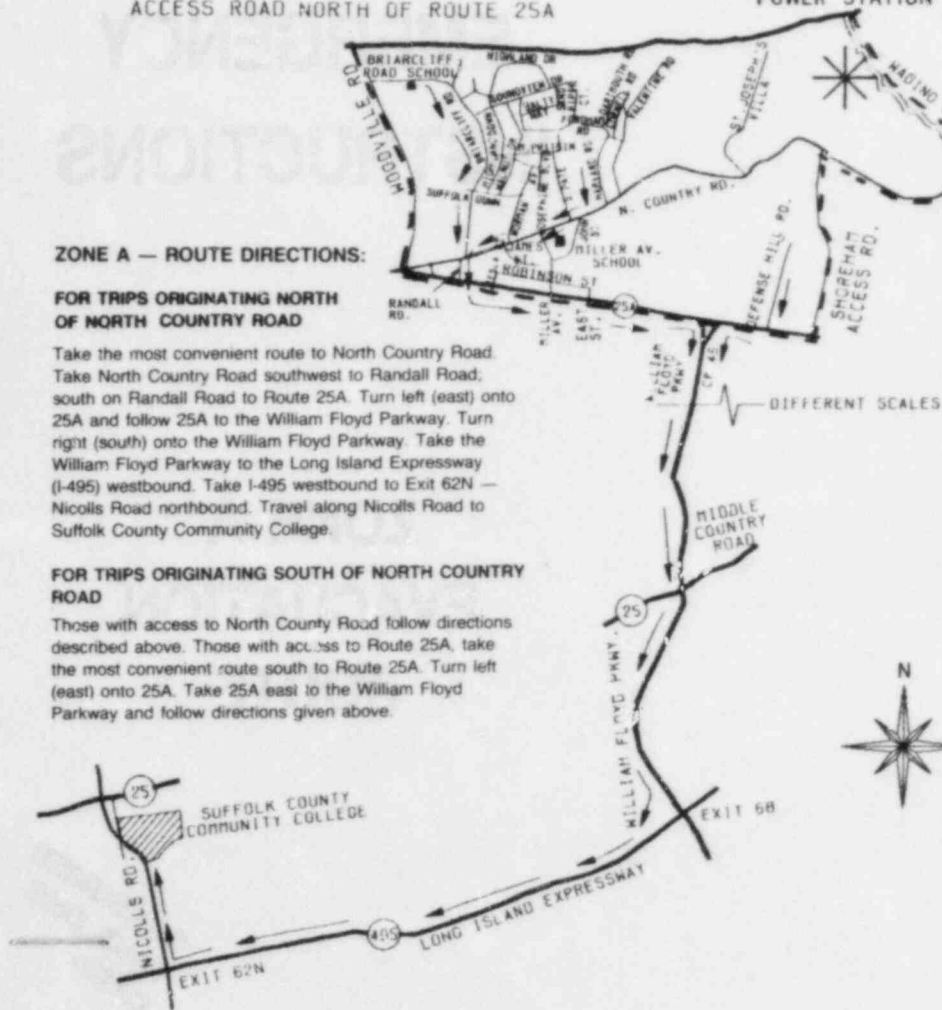 ACCESS ROAD NORTH OF ROUTE 25A
POWER STATION
BRIARCLIFF
ROAD SCHOOL
HIGHLAND DR
WOODVILLE RD.
BRIARCLIFF RD
VALENTINE RD
ST. JOSEPH'S
VILLA
WADING
SUFFOLK DOWN
N. COUNTRY RD.
MILLER AV.
SCHOOL
ROBINSON ST
RANDALL
RD.
MILLER
AV.
EAST
ST.
25A
DEFENSE HILL RD.
SHOREHAM
ACCESS RD.
WILLIAM
FLOYD
PKWY
DIFFERENT SCALES
ZONE A — ROUTE DIRECTIONS:
FOR TRIPS ORIGINATING NORTH
OF NORTH COUNTRY ROAD
Take the most convenient route to North Country Road.
Take North Country Road southwest to Randall Road;
south on Randall Road to Route 25A. Turn left (east) onto
25A and follow 25A to the William Floyd Parkway. Turn
right (south) onto the William Floyd Parkway. Take the
William Floyd Parkway to the Long Island Expressway
(I-495) westbound. Take I-495 westbound to Exit 62N —
Nicolls Road northbound. Travel along Nicolls Road to
Suffolk County Community College.
FOR TRIPS ORIGINATING SOUTH OF NORTH COUNTRY
ROAD
Those with access to North County Road follow directions
described above. Those with access to Route 25A, take
the most convenient route south to Route 25A. Turn left
(east) onto 25A. Take 25A east to the William Floyd
Parkway and follow directions given above.
MIDDLE
COUNTRY
ROAD
25
WILLIAM FLOYD PKWY.
N
25
SUFFOLK COUNTY
COMMUNITY COLLEGE
EXIT 68
NICOLLS RD.
495
LONG ISLAND EXPRESSWAY
EXIT 62N